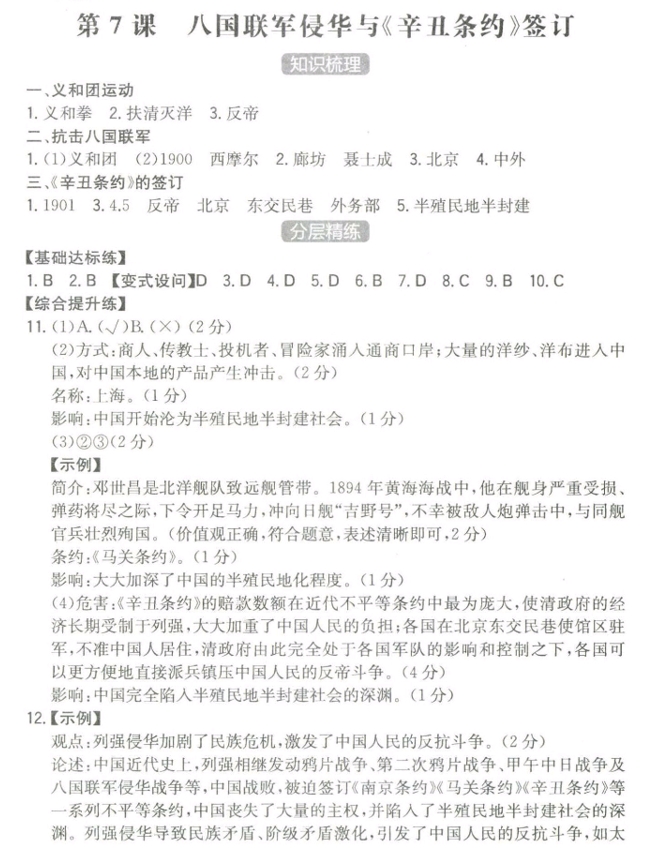 第7课 八国联军侵华与《辛丑条约》签订
知识梳理
一、义和团运动
1. 义和拳 2. 扶清灭洋 3. 反帝
二、抗击八国联军
1. (1)义和团 (2)1900 西摩尔 2. 廊坊 聂士成 3. 北京 4. 中外
三、《辛丑条约》的签订
1. 1901 3. 4.5 反帝 北京 东交民巷 外务部 5. 半殖民地半封建
分层精练
【基础达标练】
1. B 2. B 【变式设问】D 3. D 4. D 5. D 6. B 7. D 8. C 9. B 10. C
【综合提升练】
11. (1)A. (√)B. (×)(2分)
(2)方式:商人、传教士、投机者、冒险家涌入通商口岸;大量的洋纱、洋布进入中
国,对中国本地的产品产生冲击。(2分)
名称:上海。(1分)
影响:中国开始沦为半殖民地半封建社会。(1分)
(3)②③(2分)
【示例】
简介:邓世昌是北洋舰队致远舰管带。1894年黄海海战中,他在舰身严重受损、
弹药将尽之际,下令开足马力,冲向日舰“吉野号”,不幸被敌人炮弹击中,与同舰
官兵壮烈殉国。(价值观正确,符合题意,表述清晰即可,2分)
条约:《马关条约》。(1分)
影响:大大加深了中国的半殖民地化程度。(1分)
(4)危害:《辛丑条约》的赔款数额在近代不平等条约中最为庞大,使清政府的经
济长期受制于列强,大大加重了中国人民的负担;各国在北京东交民巷使馆区驻
军,不准中国人居住,清政府由此完全处于各国军队的影响和控制之下,各国可
以更方便地直接派兵镇压中国人民的反帝斗争。(4分)
影响:中国完全陷入半殖民地半封建社会的深渊。(1分)
12.【示例】
观点:列强侵华加剧了民族危机,激发了中国人民的反抗斗争。(2分)
论述:中国近代史上,列强相继发动鸦片战争、第二次鸦片战争、甲午中日战争及
八国联军侵华战争等,中国战败,被迫签订《南京条约》《马关条约》《辛丑条约》等
一系列不平等条约,中国丧失了大量的主权,并陷入了半殖民地半封建社会的深
渊。列强侵华导致民族矛盾、阶级矛盾激化,引发了中国人民的反抗斗争,如太